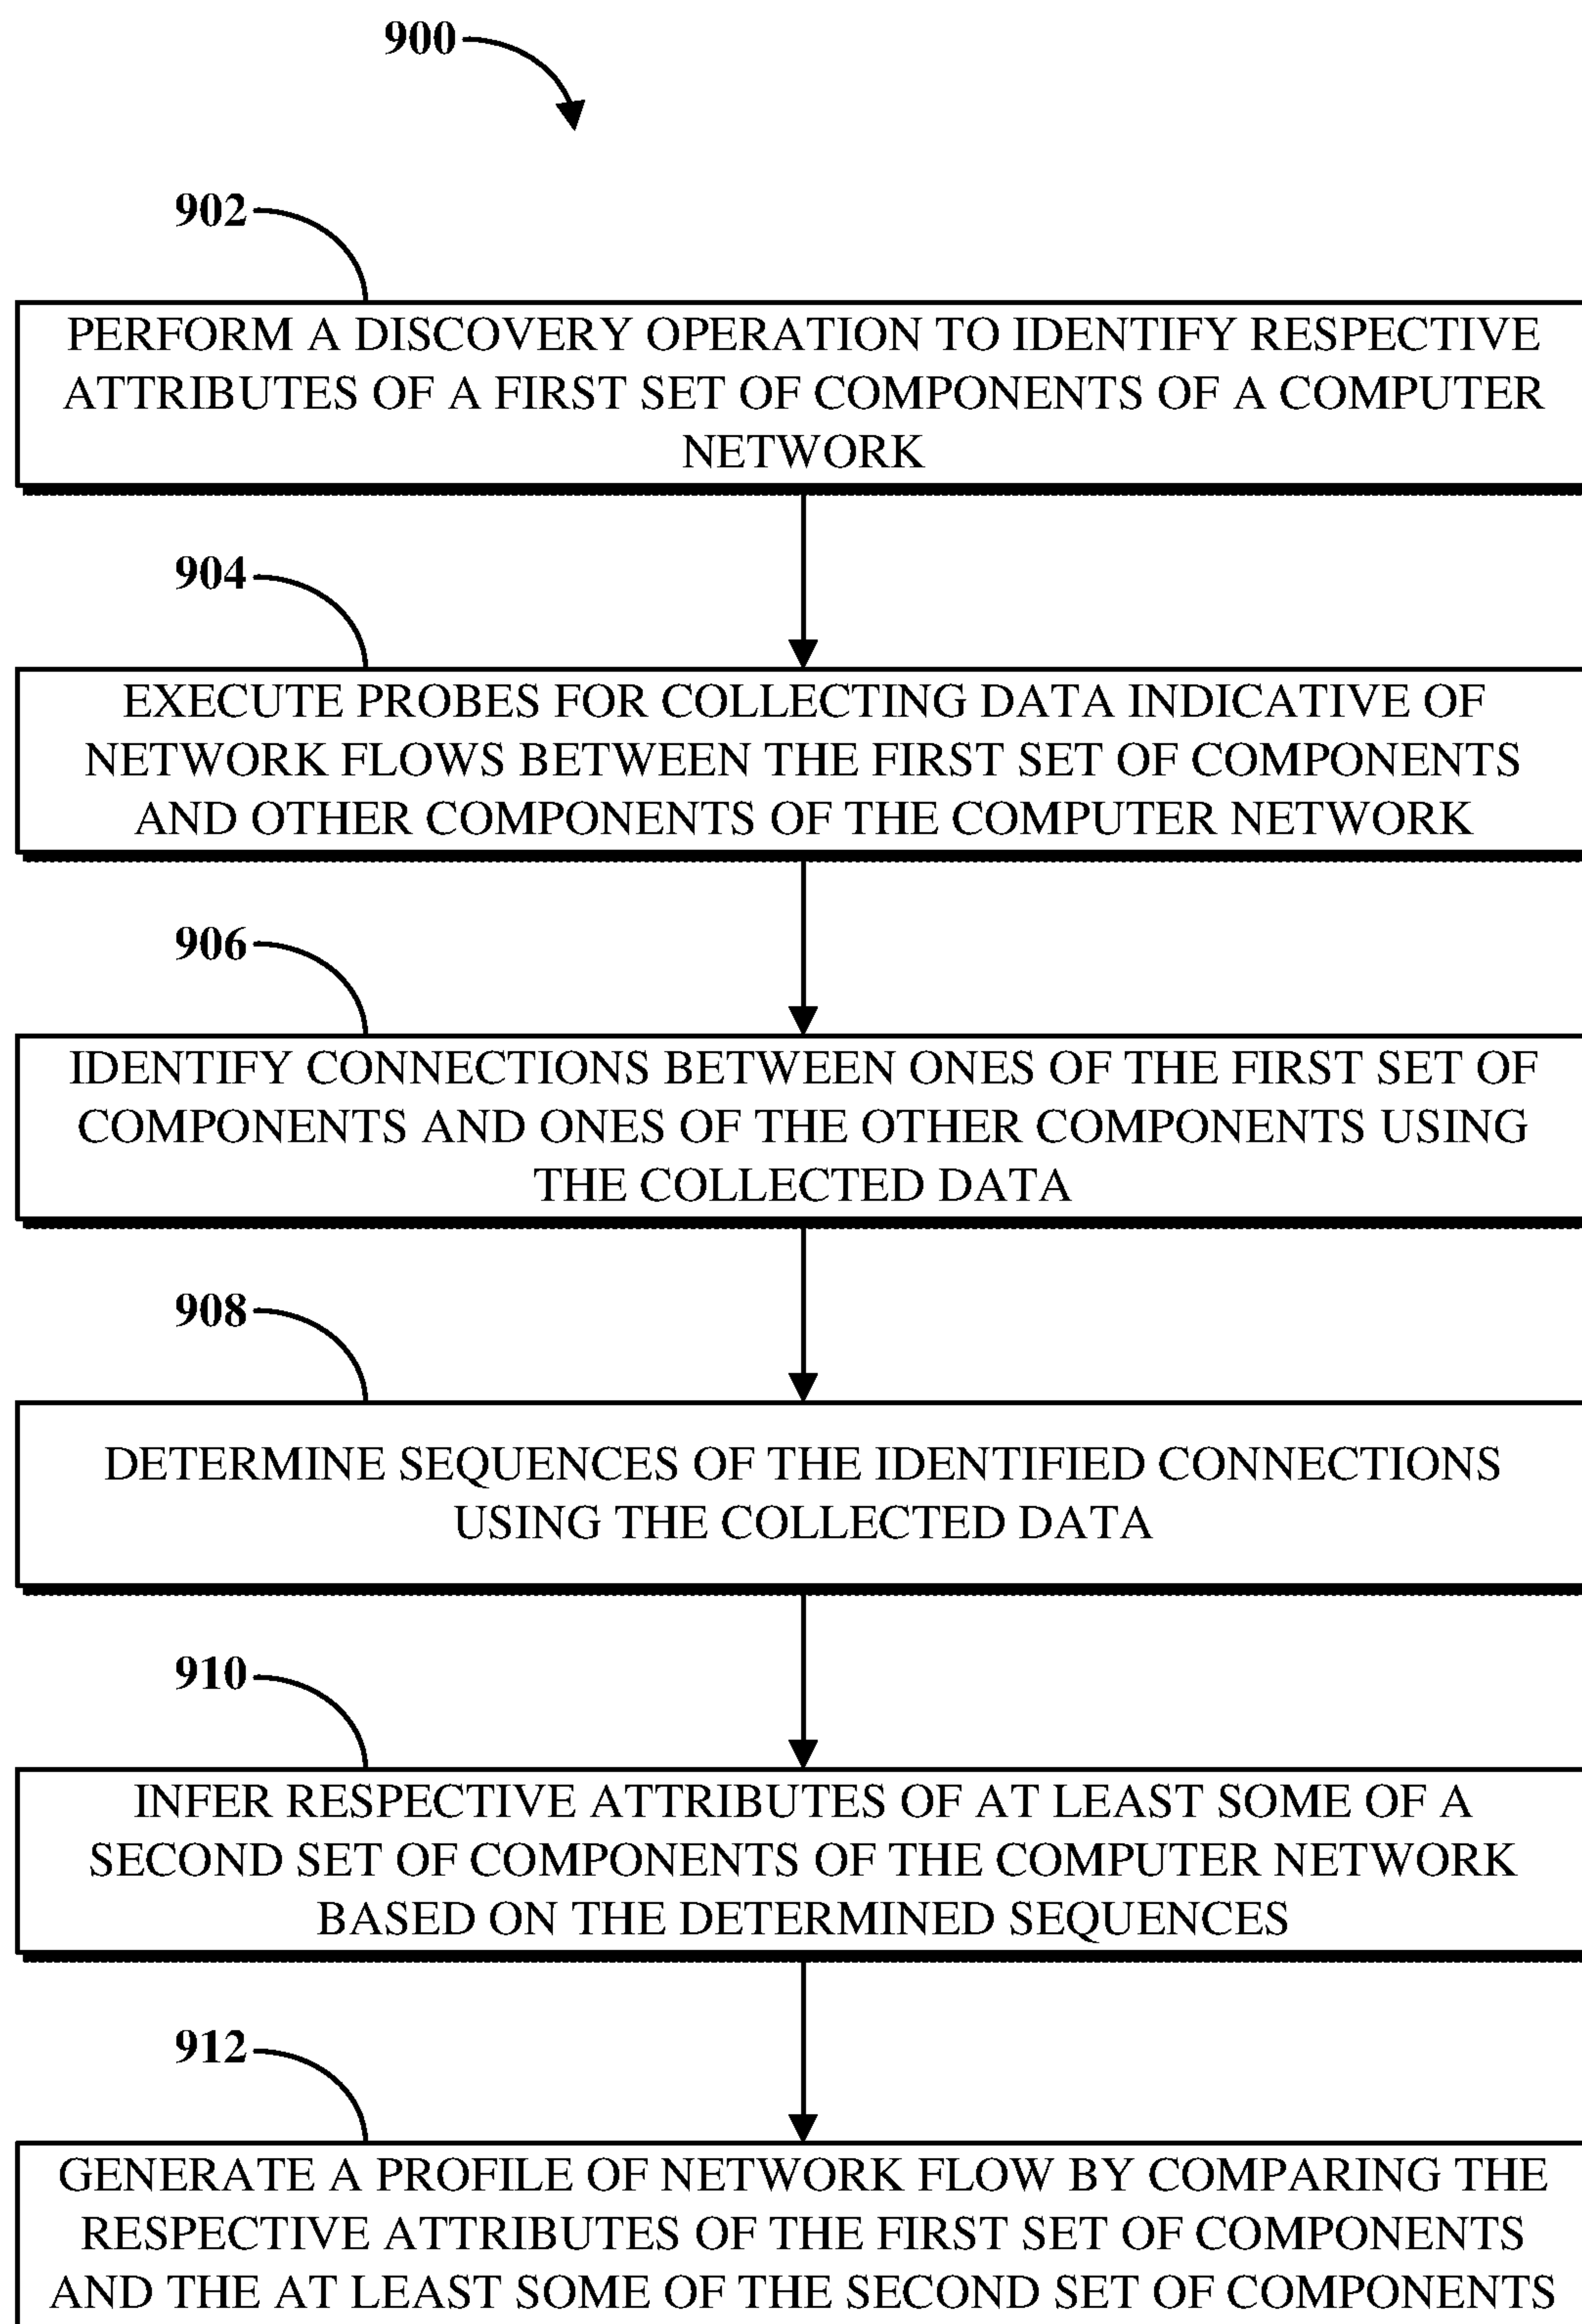 900
902
PERFORM A DISCOVERY OPERATION TO IDENTIFY RESPECTIVE
ATTRIBUTES OF A FIRST SET OF COMPONENTS OF A COMPUTER
NETWORK
904
EXECUTE PROBES FOR COLLECTING DATA INDICATIVE OF
NETWORK FLOWS BETWEEN THE FIRST SET OF COMPONENTS
AND OTHER COMPONENTS OF THE COMPUTER NETWORK
906
IDENTIFY CONNECTIONS BETWEEN ONES OF THE FIRST SET OF
COMPONENTS AND ONES OF THE OTHER COMPONENTS USING
THE COLLECTED DATA
908
DETERMINE SEQUENCES OF THE IDENTIFIED CONNECTIONS
USING THE COLLECTED DATA
910
INFER RESPECTIVE ATTRIBUTES OF AT LEAST SOME OF A
SECOND SET OF COMPONENTS OF THE COMPUTER NETWORK
BASED ON THE DETERMINED SEQUENCES
912
GENERATE A PROFILE OF NETWORK FLOW BY COMPARING THE
RESPECTIVE ATTRIBUTES OF THE FIRST SET OF COMPONENTS
AND THE AT LEAST SOME OF THE SECOND SET OF COMPONENTS